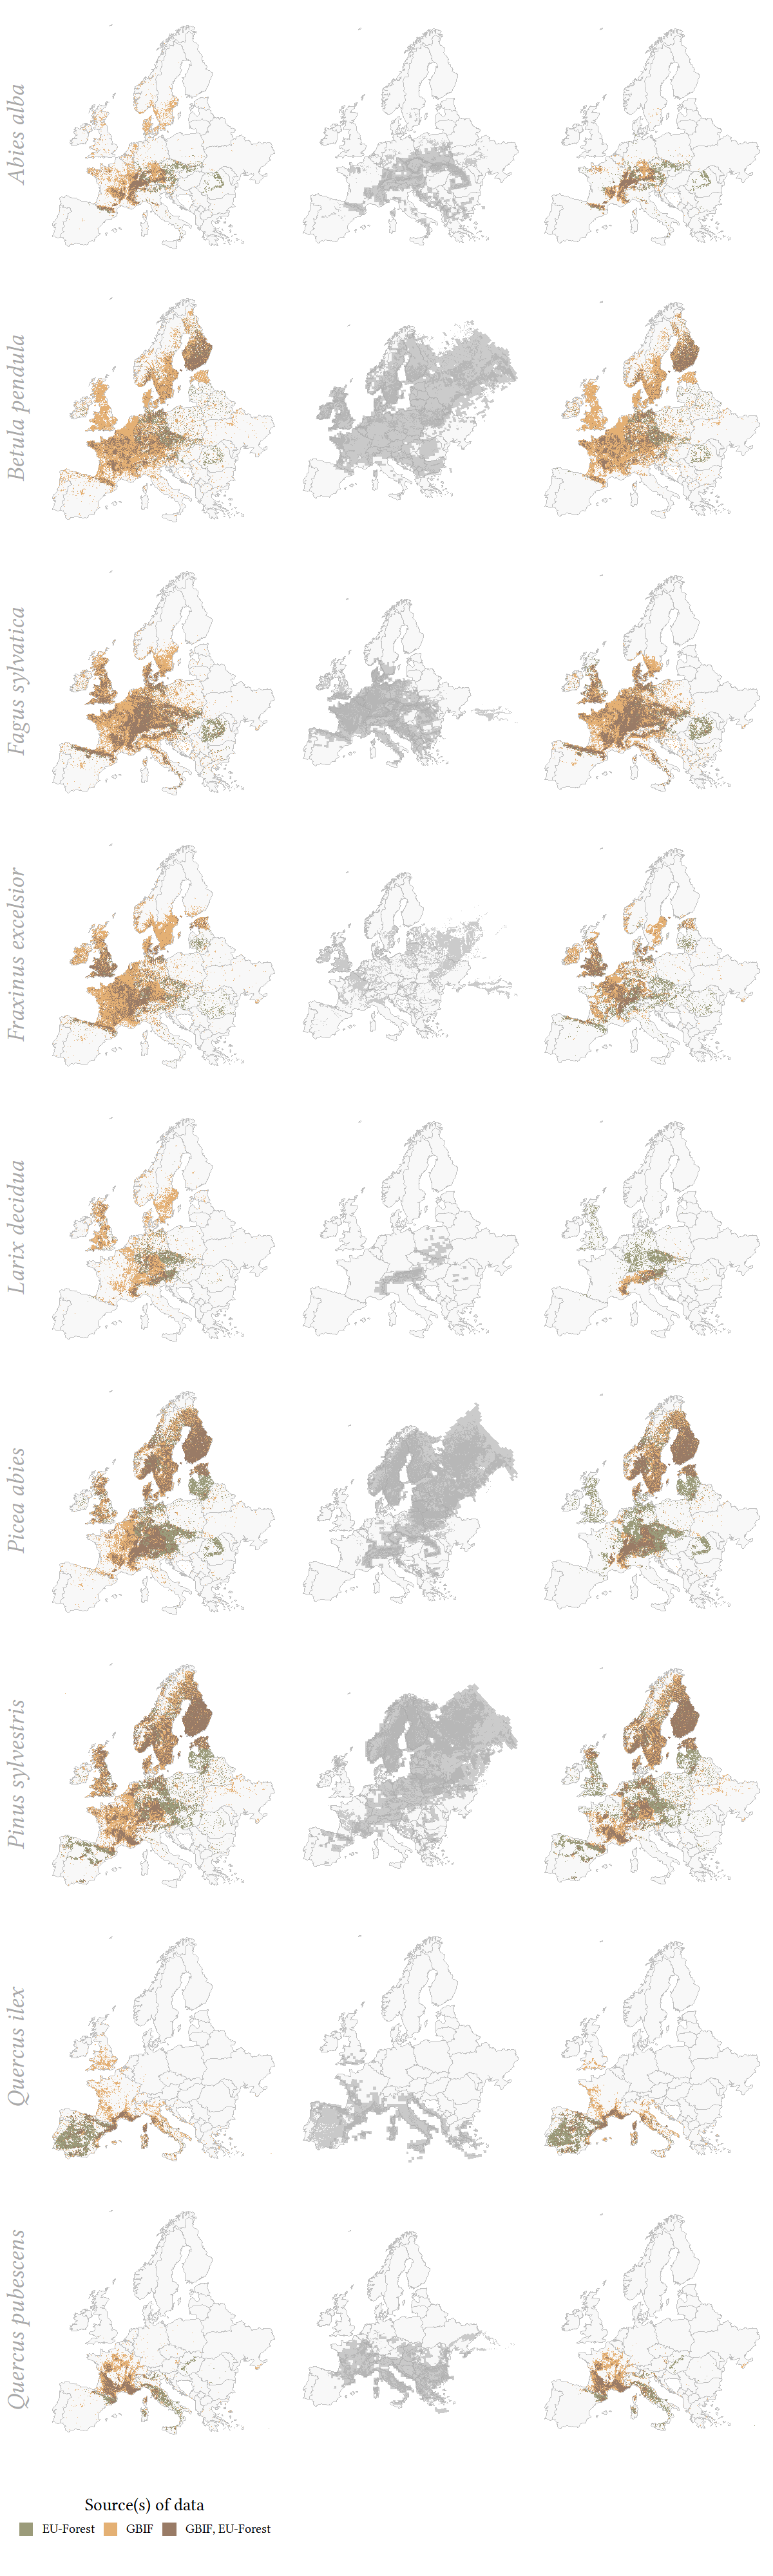 Abies alba
Betula pendula
Fagus sylvatica
Fraxinus excelsior
Larix decidua
Picea abies
Pinus sylvestris
Quercus ilex
Quercus pubescens
Source(s) of data
EU-Forest GBIF GBIF, EU-Forest